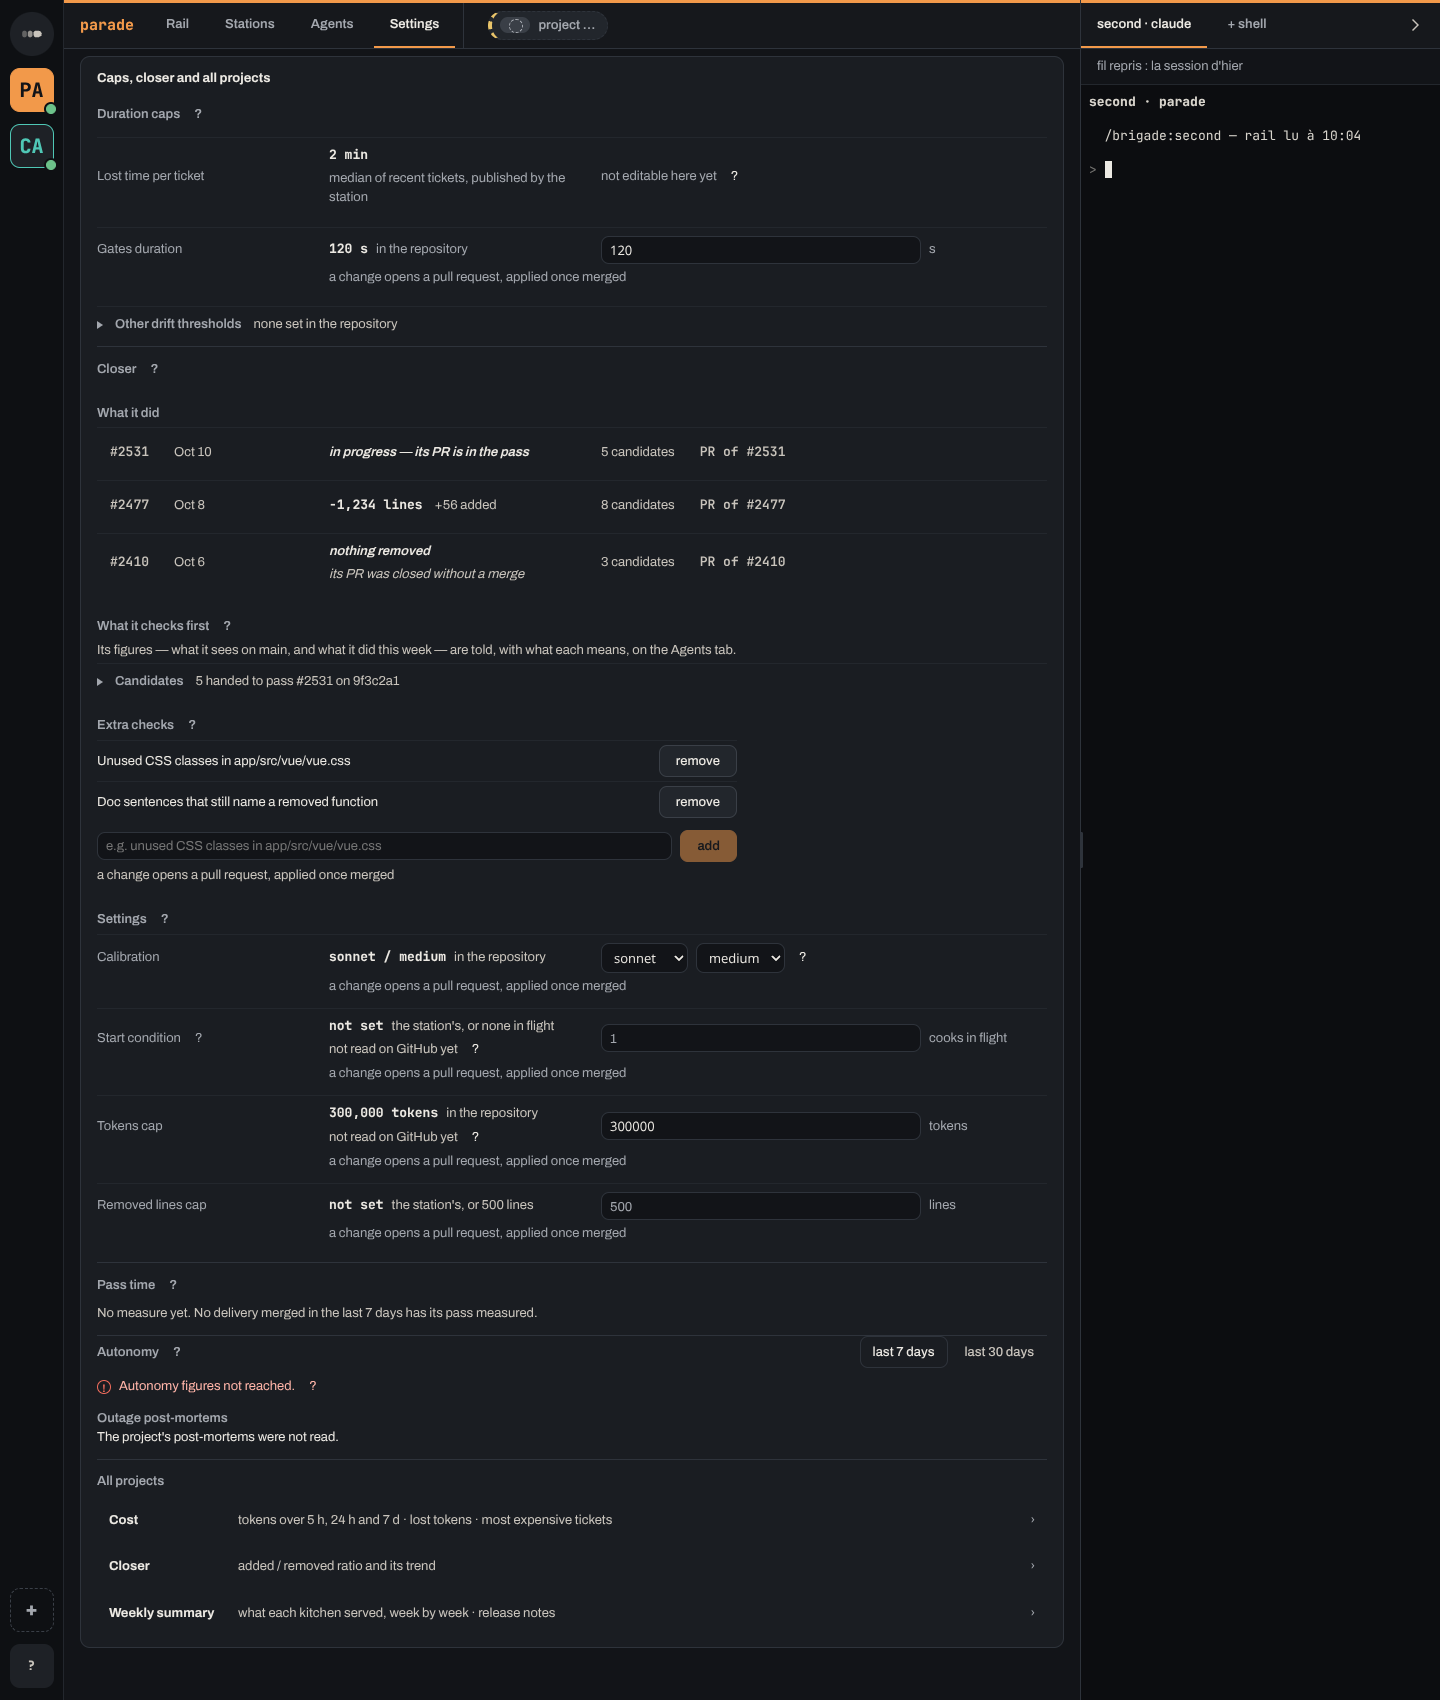 parade Rail Stations Agents Settings project ... second · claude + shell
PA
CA
fil repris : la session d'hier
second · parade
/brigade:second — rail lu à 10:04
>
Caps, closer and all projects
Duration caps ?
Lost time per ticket
2 min
median of recent tickets, published by the
station
not editable here yet ?
Gates duration
120 s in the repository
120 s
a change opens a pull request, applied once merged
Other drift thresholds none set in the repository
Closer ?
What it did
#2531 Oct 10 in progress — its PR is in the pass 5 candidates PR of #2531
#2477 Oct 8 -1,234 lines +56 added 8 candidates PR of #2477
#2410 Oct 6 nothing removed 3 candidates PR of #2410
its PR was closed without a merge
What it checks first ?
Its figures — what it sees on main, and what it did this week — are told, with what each means, on the Agents tab.
Candidates 5 handed to pass #2531 on 9f3c2a1
Extra checks ?
Unused CSS classes in app/src/vue/vue.css remove
Doc sentences that still name a removed function remove
e.g. unused CSS classes in app/src/vue/vue.css add
a change opens a pull request, applied once merged
Settings ?
Calibration
sonnet / medium in the repository
sonnet medium ?
a change opens a pull request, applied once merged
Start condition ?
not set the station's, or none in flight
not read on GitHub yet ?
1 cooks in flight
a change opens a pull request, applied once merged
Tokens cap
300,000 tokens in the repository
not read on GitHub yet ?
300000 tokens
a change opens a pull request, applied once merged
Removed lines cap
not set the station's, or 500 lines
500 lines
a change opens a pull request, applied once merged
Pass time ?
No measure yet. No delivery merged in the last 7 days has its pass measured.
Autonomy ? last 7 days last 30 days
Autonomy figures not reached. ?
Outage post-mortems
The project's post-mortems were not read.
All projects
Cost tokens over 5 h, 24 h and 7 d · lost tokens · most expensive tickets ›
Closer added / removed ratio and its trend ›
Weekly summary what each kitchen served, week by week · release notes ›
+
?